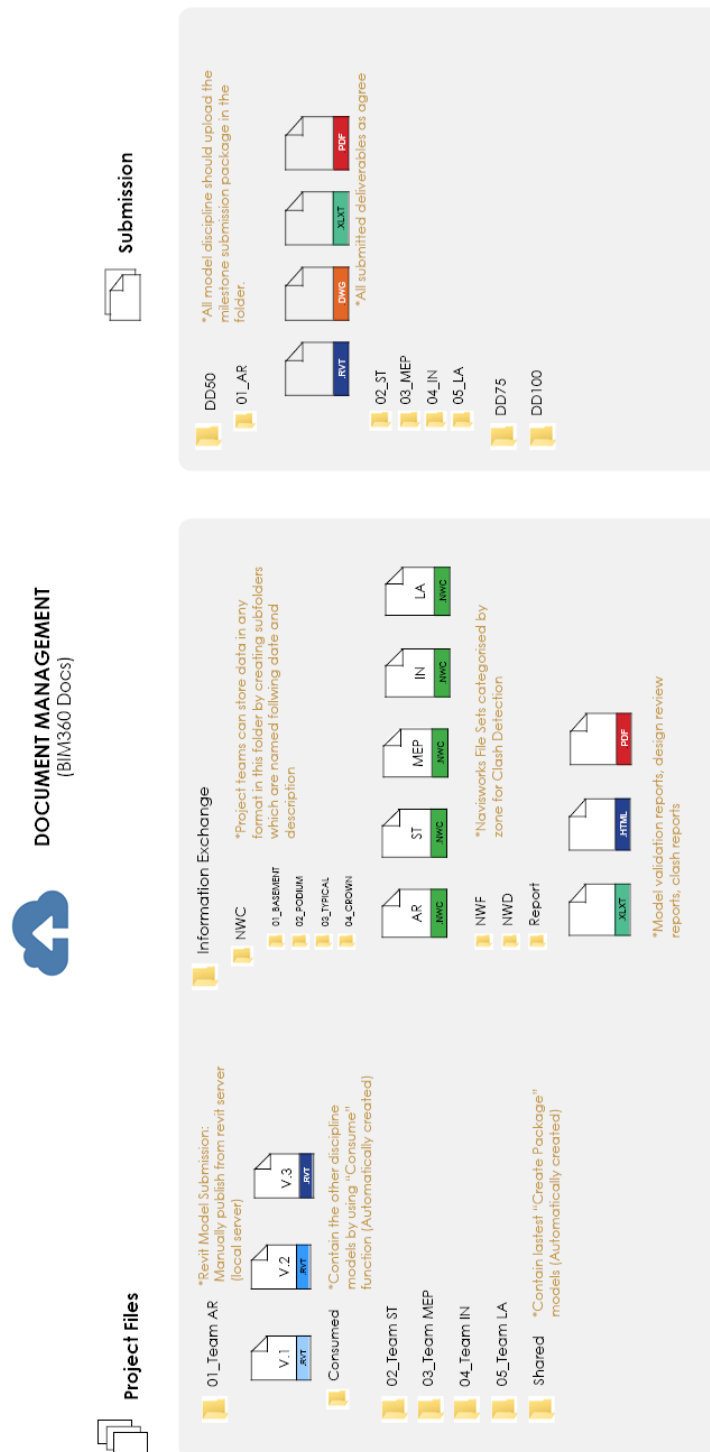 DOCUMENT MANAGEMENT
(BIM360 Docs)
Project Files
01_Team AR
*Revit Model Submission:
Manually publish from revit server
(local server)
V.1
.RVT
V.2
.RVT
V.3
.RVT
Consumed
*Contain the other discipline
models by using "Consume"
function (Automatically created)
02_Team ST
03_Team MEP
04_Team IN
05_Team LA
Shared
*Contain lastest "Create Package"
models (Automatically created)
Information Exchange
NWC
*Project teams can store data in any
format in this folder by creating subfolders
which are named follwing date and
description
01_BASEMENT
02_PODIUM
03_TYPICAL
04_CROWN
AR
.NWC
ST
.NWC
MEP
.NWC
IN
.NWC
LA
.NWC
NWF
*Navisworks File Sets categorised by
zone for Clash Detection
NWD
Report
.XLXT
.HTML
PDF
*Model validation reports, design review
reports, clash reports
Submission
DD50
*All model discipline should upload the
milestone submission package in the
folder.
01_AR
.RVT
DWG
.XLXT
PDF
*All submitted deliverables as agree
02_ST
03_MEP
04_IN
05_LA
DD75
DD100